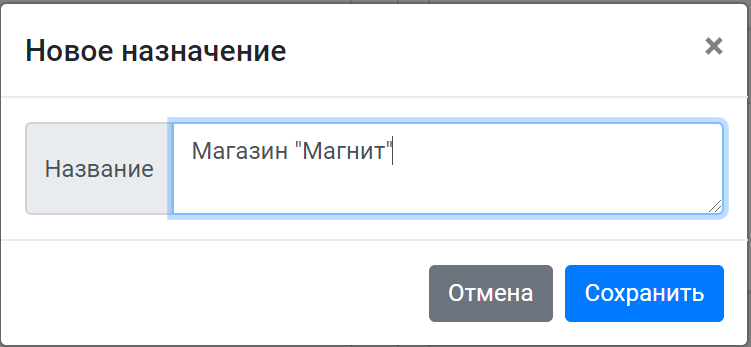 Новое назначение
×
Название
Магазин "Магнит"
Отмена
Сохранить